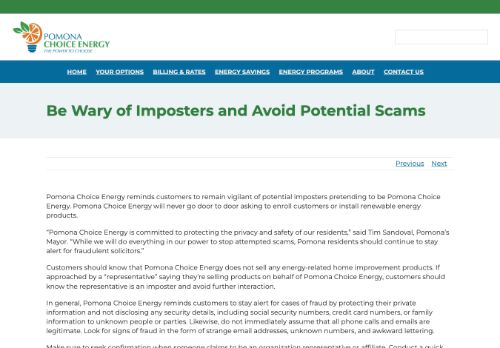 POMONA
CHOICE ENERGY
THE POWER TO CHOOSE
HOME YOUR OPTIONS BILLING & RATES ENERGY SAVINGS ENERGY PROGRAMS ABOUT CONTACT US
Be Wary of Imposters and Avoid Potential Scams
Previous Next
Pomona Choice Energy reminds customers to remain vigilant of potential imposters pretending to be Pomona Choice
Energy. Pomona Choice Energy will never go door to door asking to enroll customers or install renewable energy
products.
“Pomona Choice Energy is committed to protecting the privacy and safety of our residents,” said Tim Sandoval, Pomona’s
Mayor. “While we will do everything in our power to stop attempted scams, Pomona residents should continue to stay
alert for fraudulent solicitors.”
Customers should know that Pomona Choice Energy does not sell any energy-related home improvement products. If
approached by a “representative” saying they’re selling products on behalf of Pomona Choice Energy, customers should
know the representative is an imposter and avoid further interaction.
In general, Pomona Choice Energy reminds customers to stay alert for cases of fraud by protecting their private
information and not disclosing any security details, including social security numbers, credit card numbers, or family
information to unknown people or parties. Likewise, do not immediately assume that all phone calls and emails are
legitimate. Look for signs of fraud in the form of strange email addresses, unknown numbers, and awkward lettering.
Make sure to seek confirmation when someone claims to be an organization representative or affiliate. Conduct a quick